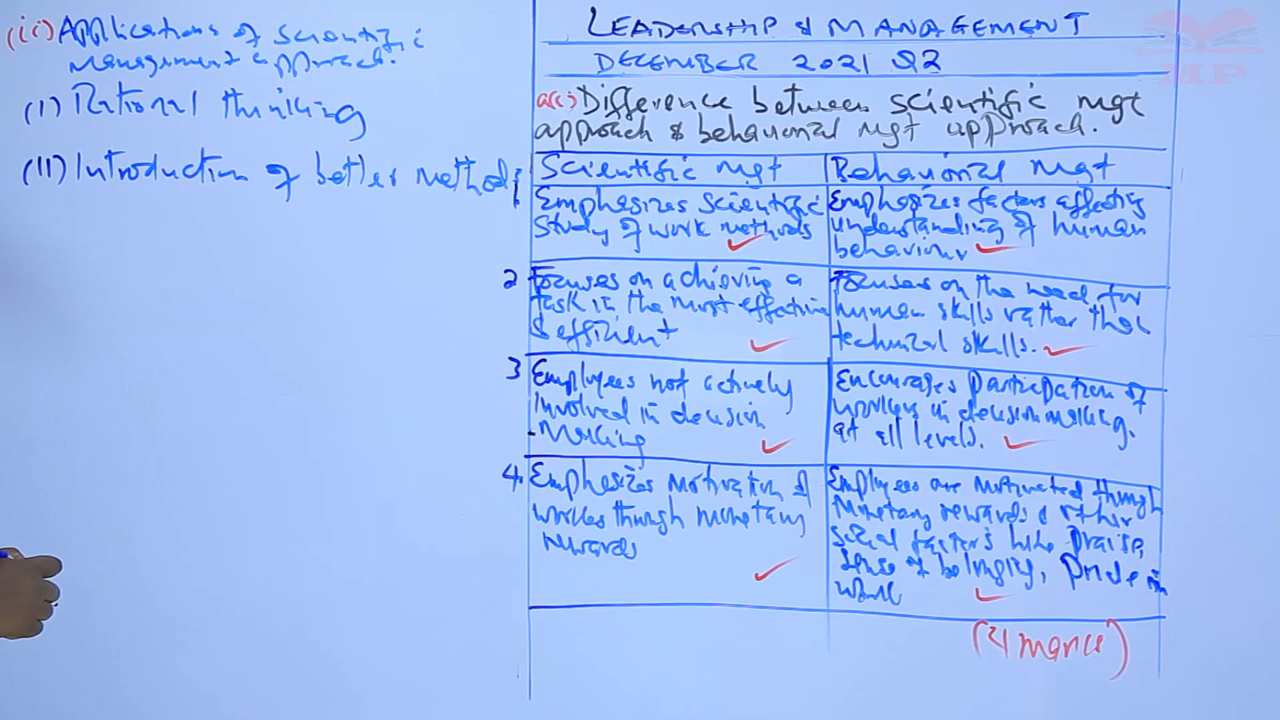 (ii) Applications of scientific
management approach.
(I) Rational thinking
(II) Introduction of better methods
LEADERSHIP & MANAGEMENT
DECEMBER 2021 Q2
a(i) Difference between scientific mgt
approach & behavioral mgt approach.
Scientific mgt
Behavioral mgt
1 Emphasizes scientific
study of work methods
Emphasizes factors affecting
understanding of human
behaviour
2 Focuses on achieving a
task in the most effective
& efficient
Focuses on the need for
human skills rather than
technical skills.
3 Employees not actively
involved in decision
-making
Encourages participation of
workers in decision making.
at all levels.
4. Emphasizes motivation of
workers through monetary
rewards
Employees are motivated through
monetary rewards & other
social factors like praise,
sense of belonging, pride in
work
(4 marks)
MP